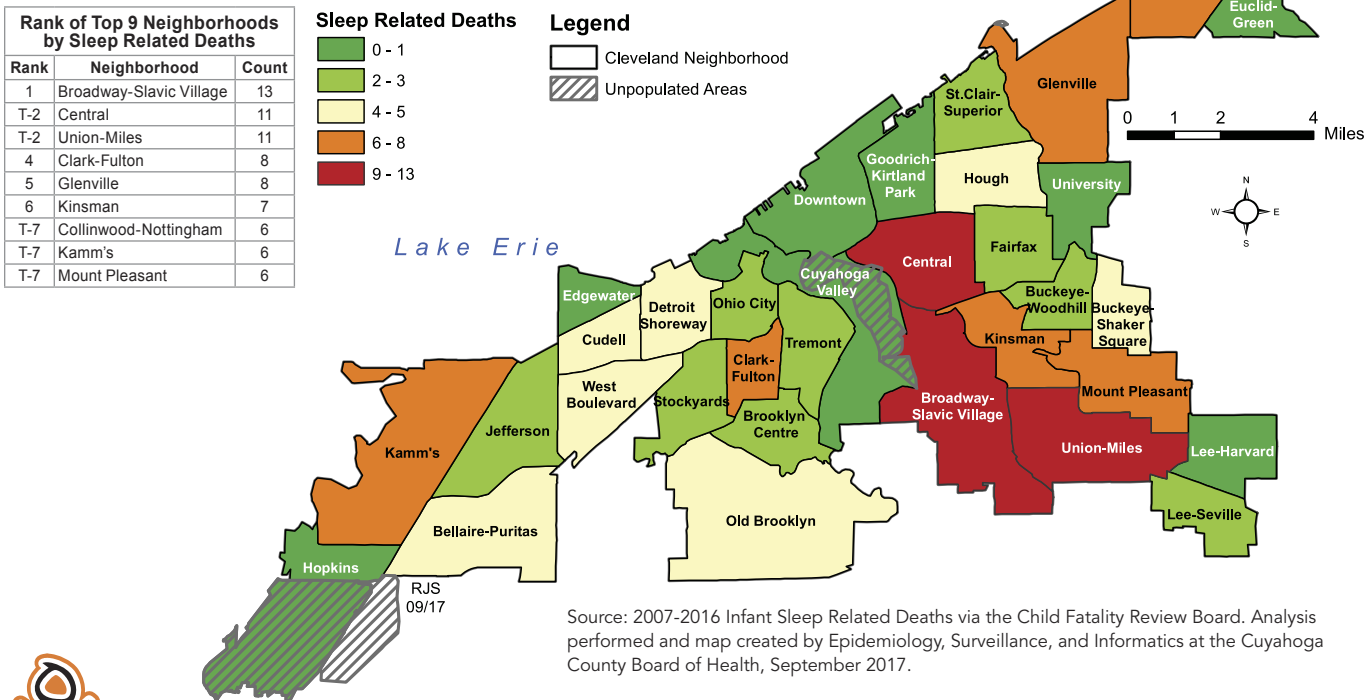 Rank of Top 9 Neighborhoods
by Sleep Related Deaths
Rank Neighborhood Count
1 Broadway-Slavic Village 13
T-2 Central 11
T-2 Union-Miles 11
4 Clark-Fulton 8
5 Glenville 8
6 Kinsman 7
T-7 Collinwood-Nottingham 6
T-7 Kamm's 6
T-7 Mount Pleasant 6
Sleep Related Deaths
0 - 1
2 - 3
4 - 5
6 - 8
9 - 13
Legend
Cleveland Neighborhood
Unpopulated Areas
Euclid-
Green
Glenville
St.Clair-
Superior
0 1 2 4 Miles
Goodrich-
Kirtland
Park
Hough
University
Downtown
N
W E
S
Lake Erie
Central
Fairfax
Cuyahoga
Valley
Edgewater
Detroit
Shoreway
Ohio City
Buckeye-
Woodhill
Buckeye-
Shaker
Square
Cudell
Tremont
Kinsman
Clark-
Fulton
West
Boulevard
Stockyards
Mount Pleasant
Broadway-
Slavic Village
Brooklyn
Centre
Jefferson
Kamm's
Union-Miles
Lee-Harvard
Old Brooklyn
Lee-Seville
Bellaire-Puritas
Hopkins
RJS
09/17
Source: 2007-2016 Infant Sleep Related Deaths via the Child Fatality Review Board. Analysis
performed and map created by Epidemiology, Surveillance, and Informatics at the Cuyahoga
County Board of Health, September 2017.